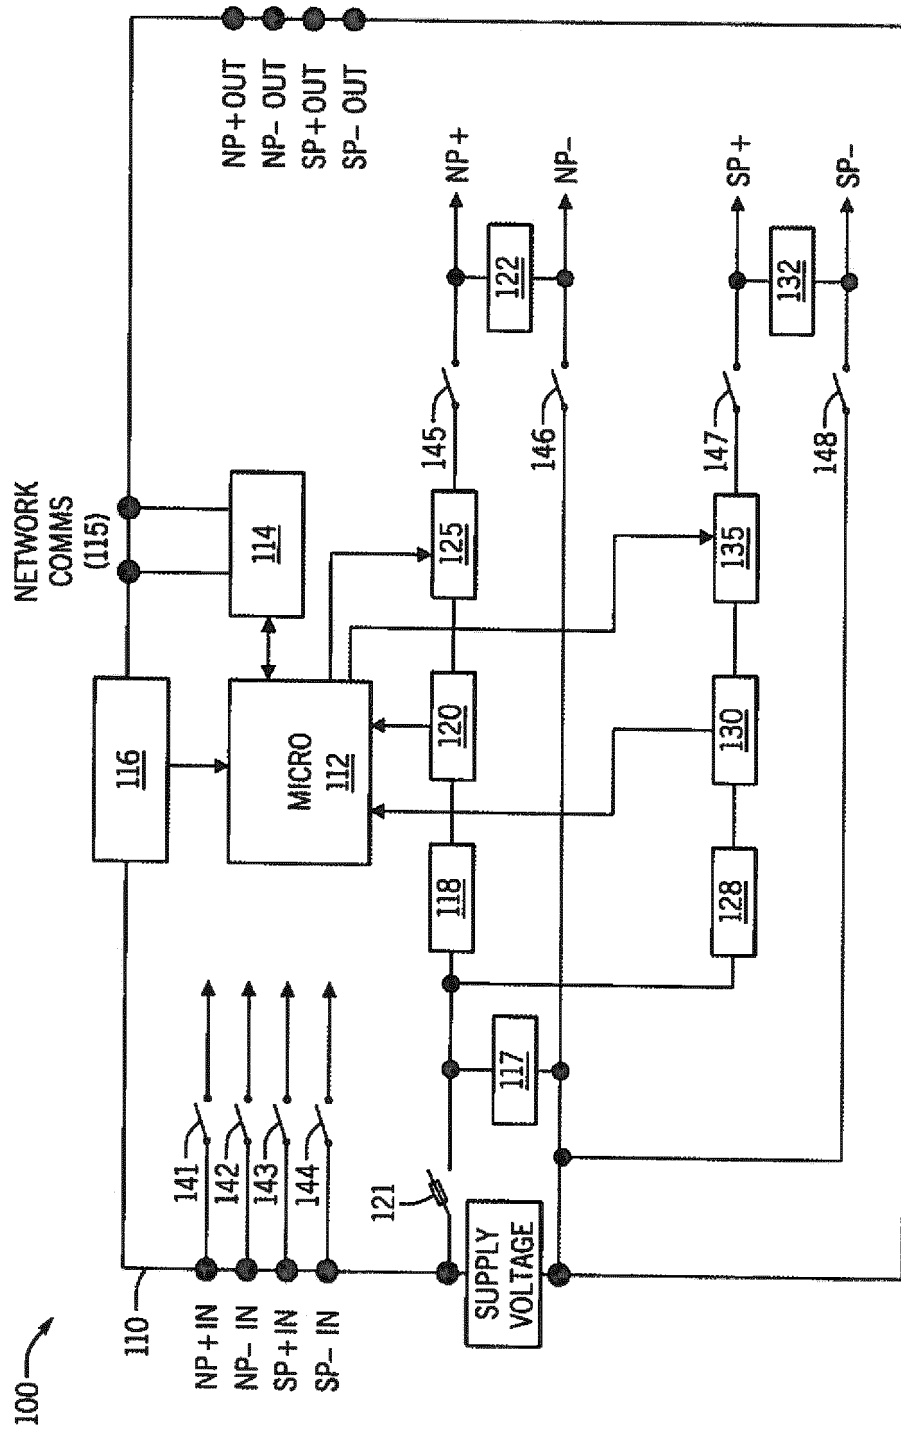 100
110
NETWORK
COMMS
(115)
116
114
MICRO
112
NP+ IN
NP- IN
SP+ IN
SP- IN
141
142
143
144
NP+ OUT
NP- OUT
SP+ OUT
SP- OUT
121
SUPPLY
VOLTAGE
117
118
120
125
145
146
122
NP+
NP-
128
130
135
147
148
132
SP+
SP-